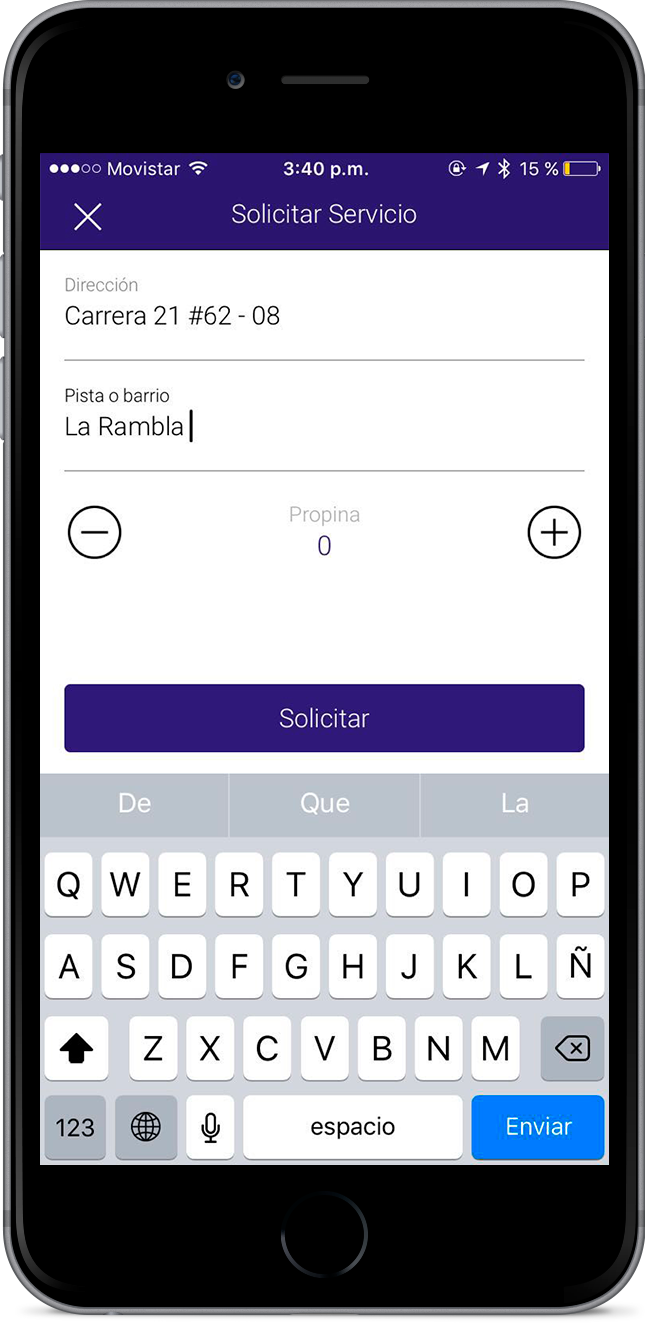 Movistar 3:40 p.m. 15 %
Solicitar Servicio
Dirección
Carrera 21 #62 - 08
Pista o barrio
La Rambla
Propina
0
Solicitar
De Que La
Q W E R T Y U I O P
A S D F G H J K L Ñ
Z X C V B N M
123 espacio Enviar